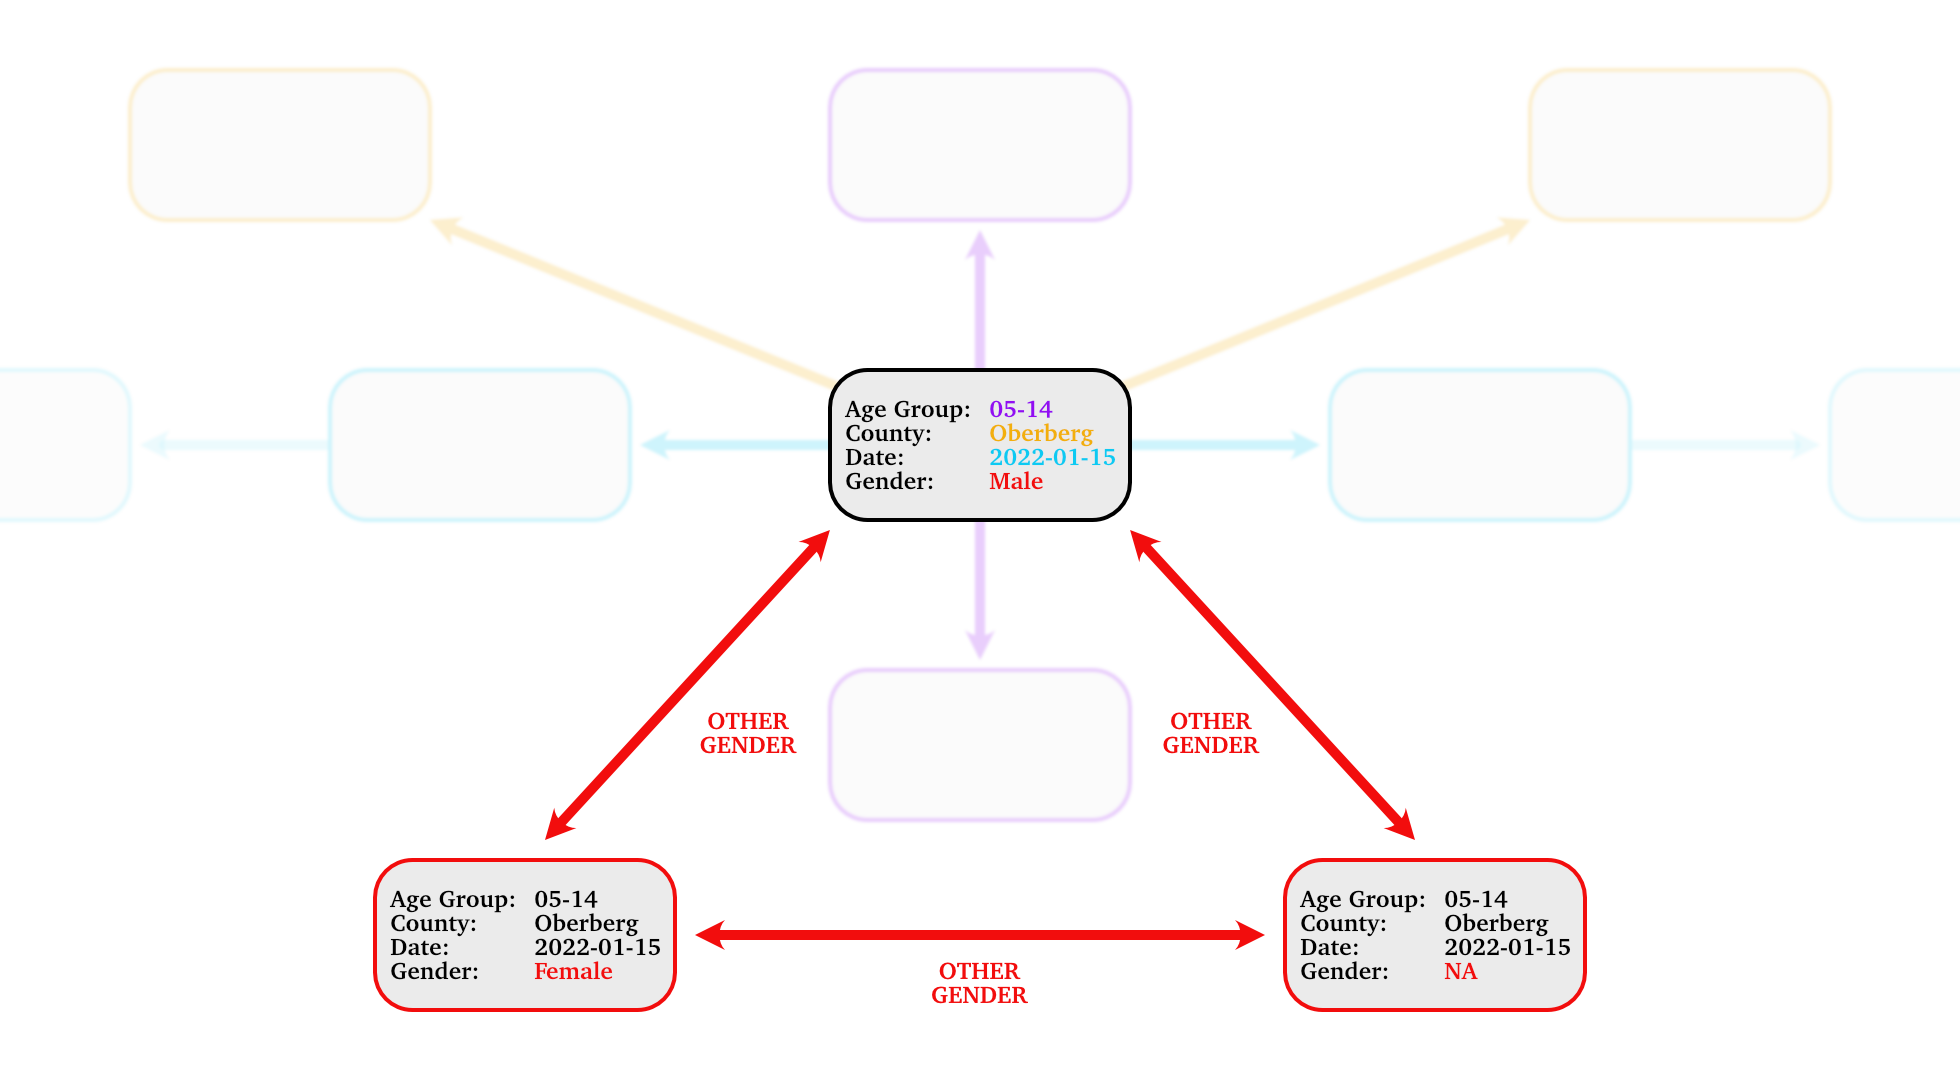 Age Group: 05-14
County: Oberberg
Date: 2022-01-15
Gender: Male
OTHER
GENDER
OTHER
GENDER
Age Group: 05-14
County: Oberberg
Date: 2022-01-15
Gender: Female
OTHER
GENDER
Age Group: 05-14
County: Oberberg
Date: 2022-01-15
Gender: NA